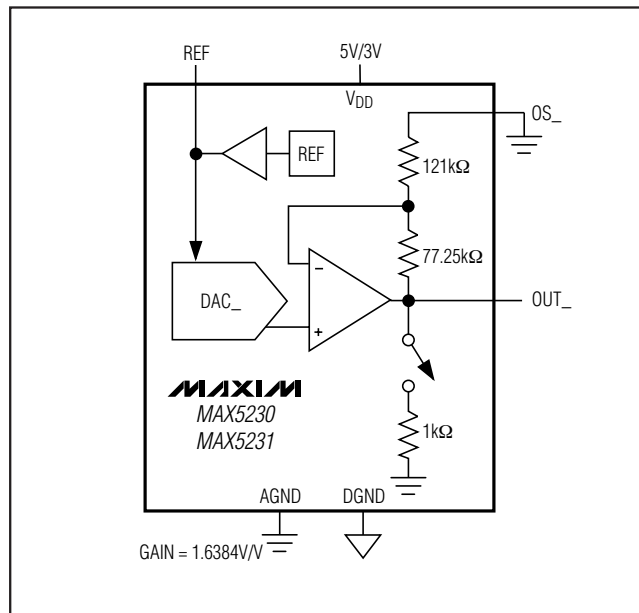 REF
5V/3V
VDD
OS_
REF
121kΩ
77.25kΩ
−
DAC_
OUT_
+
MAXIM
MAX5230
MAX5231
1kΩ
AGND
DGND
GAIN = 1.6384V/V